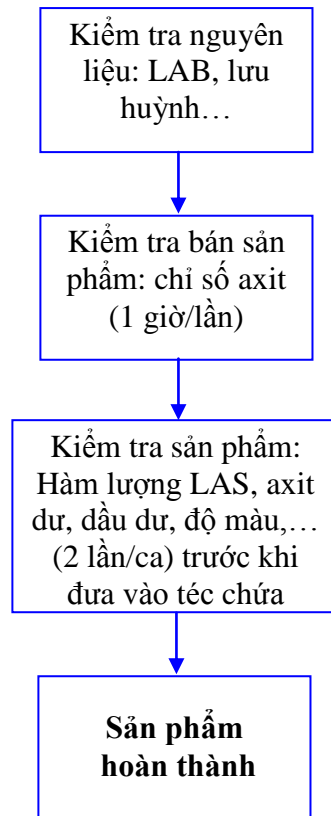 Kiểm tra nguyên
liệu: LAB, lưu
huỳnh…
Kiểm tra bán sản
phẩm: chỉ số axit
(1 giờ/lần)
Kiểm tra sản phẩm:
Hàm lượng LAS, axit
dư, dầu dư, độ màu,…
(2 lần/ca) trước khi
đưa vào téc chứa
Sản phẩm
hoàn thành